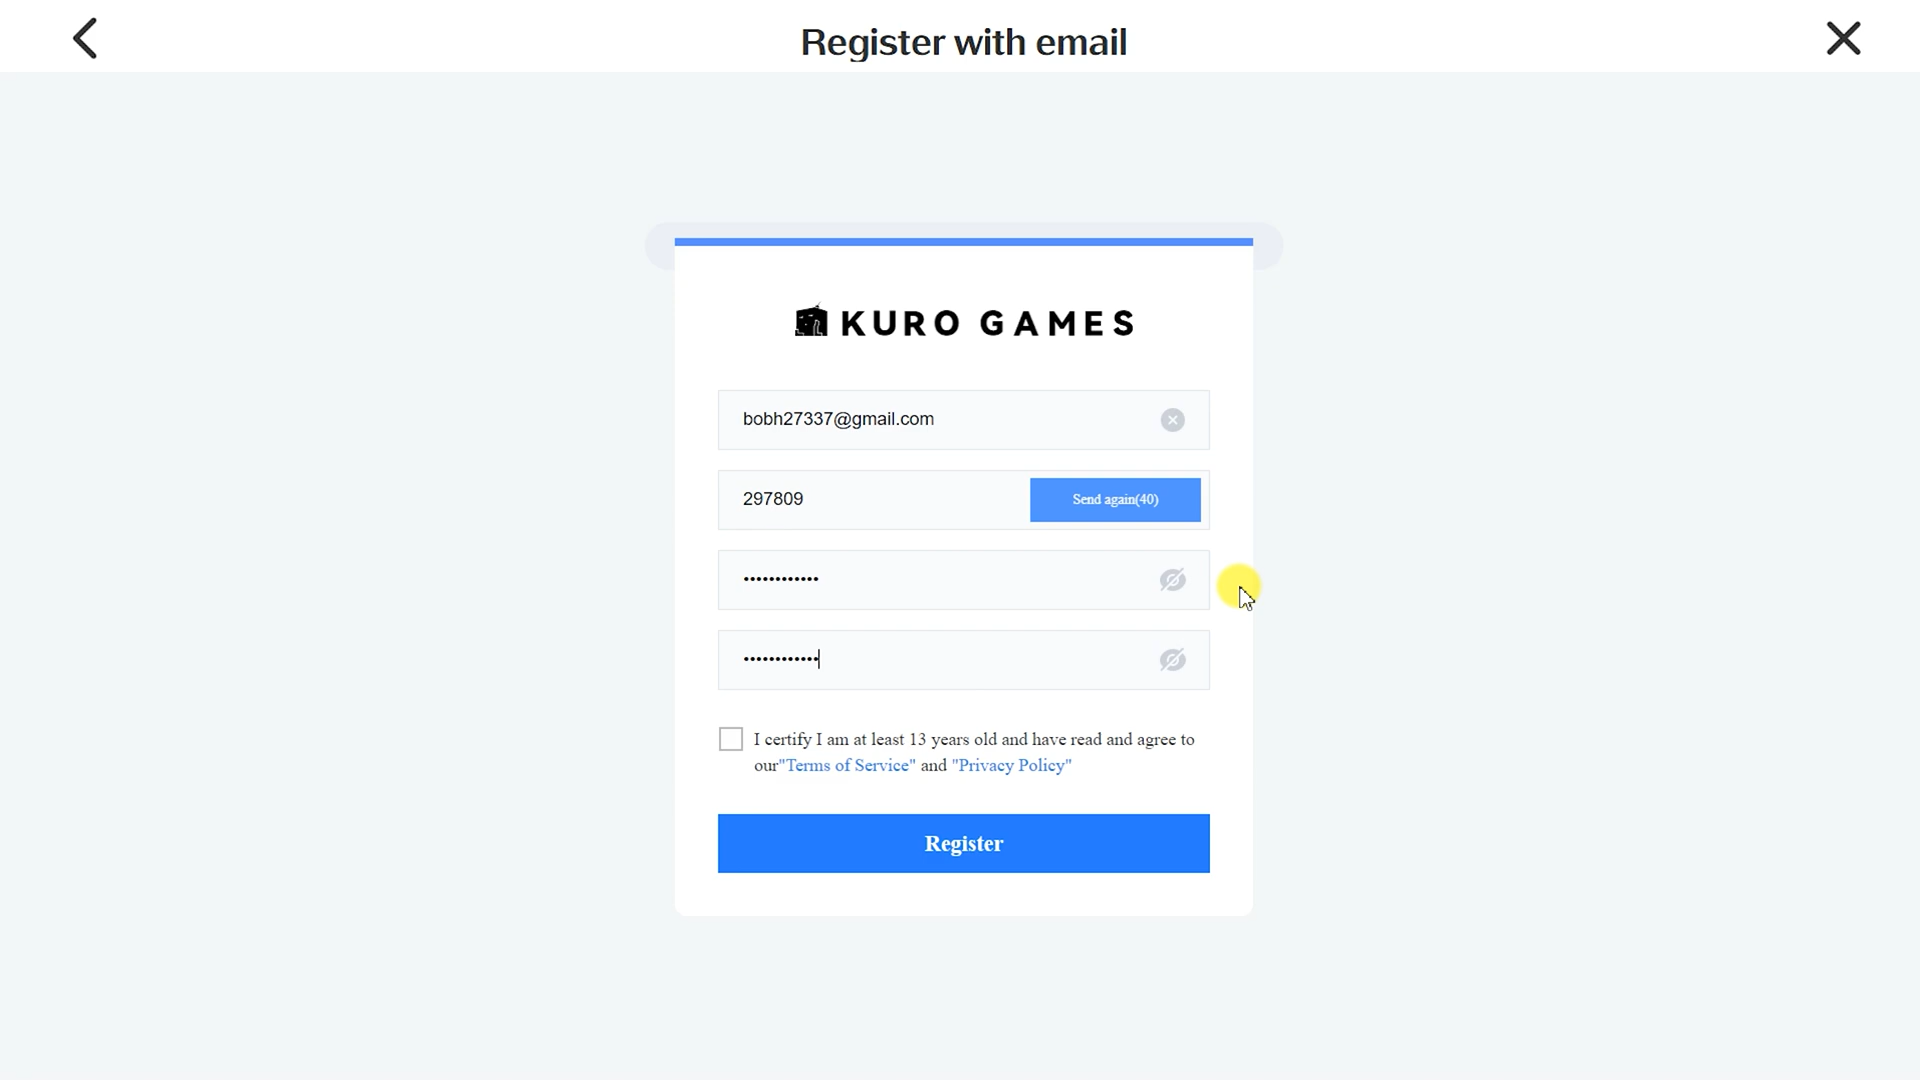 Register with email
KURO GAMES
bobh27337@gmail.com
297809
Send again(40)
••••••••••••
••••••••••••
I certify I am at least 13 years old and have read and agree to
our"Terms of Service" and "Privacy Policy"
Register